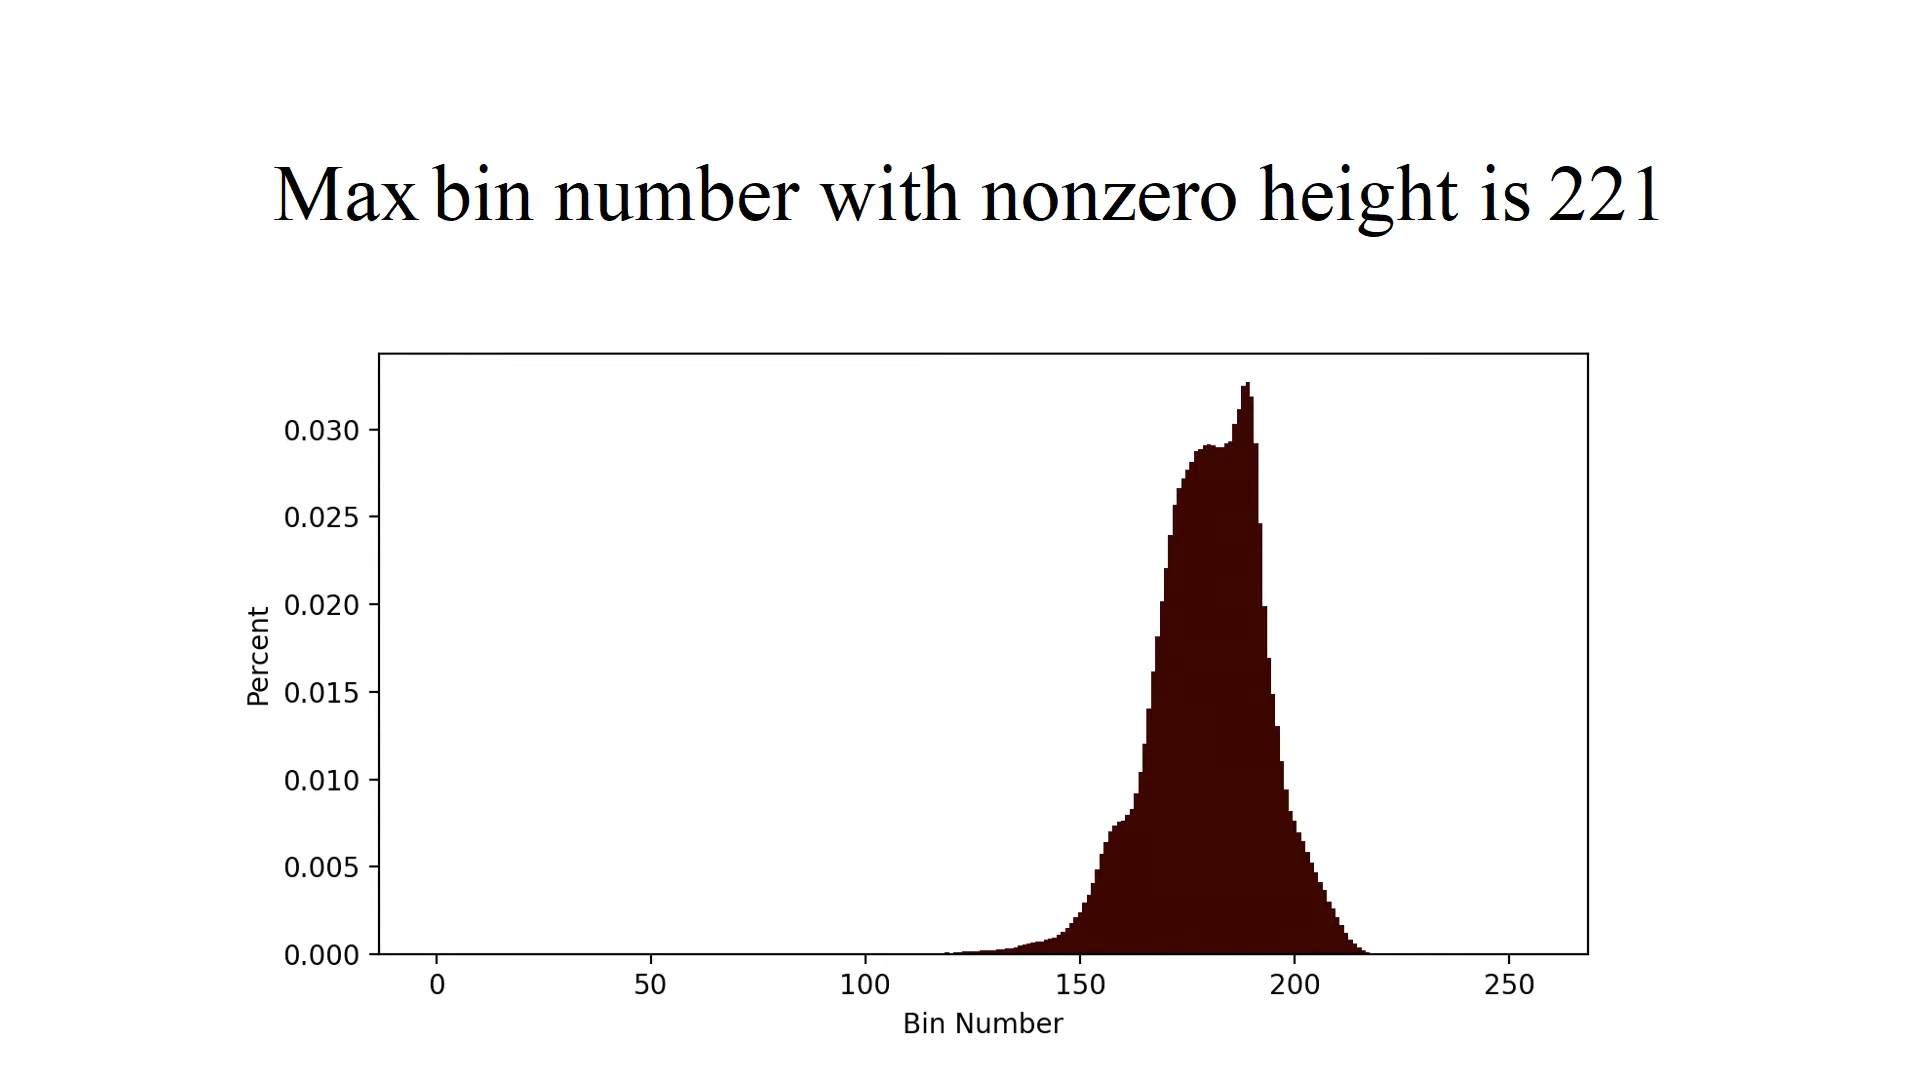 Max bin number with nonzero height is 221
0.030
0.025
0.020
0.015
0.010
0.005
0.000
Percent
0 50 100 150 200 250
Bin Number